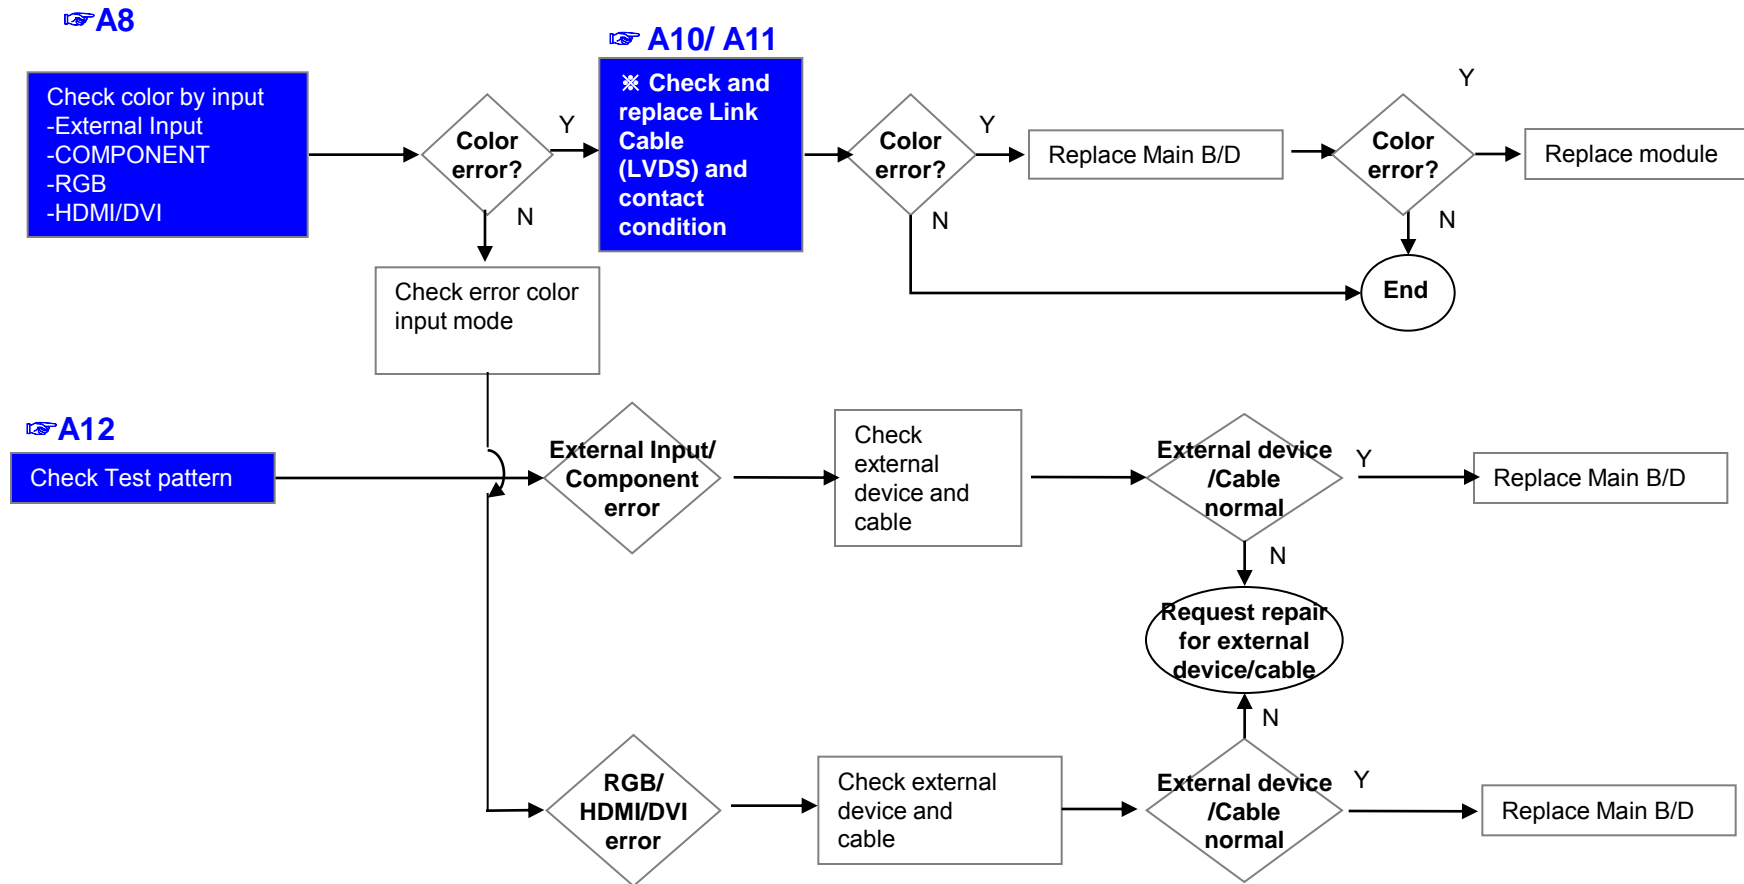 ☞A8
☞ A10/ A11
Check color by input
-External Input
-COMPONENT
-RGB
-HDMI/DVI
Color
error?
Y
N
※ Check and
replace Link
Cable
(LVDS) and
contact
condition
Color
error?
Y
N
Replace Main B/D
Color
error?
Y
N
Replace module
End
Check error color
input mode
☞A12
Check Test pattern
External Input/
Component
error
Check
external
device and
cable
External device
/Cable
normal
Y
N
Replace Main B/D
Request repair
for external
device/cable
N
RGB/
HDMI/DVI
error
Check external
device and
cable
External device
/Cable
normal
Y
Replace Main B/D